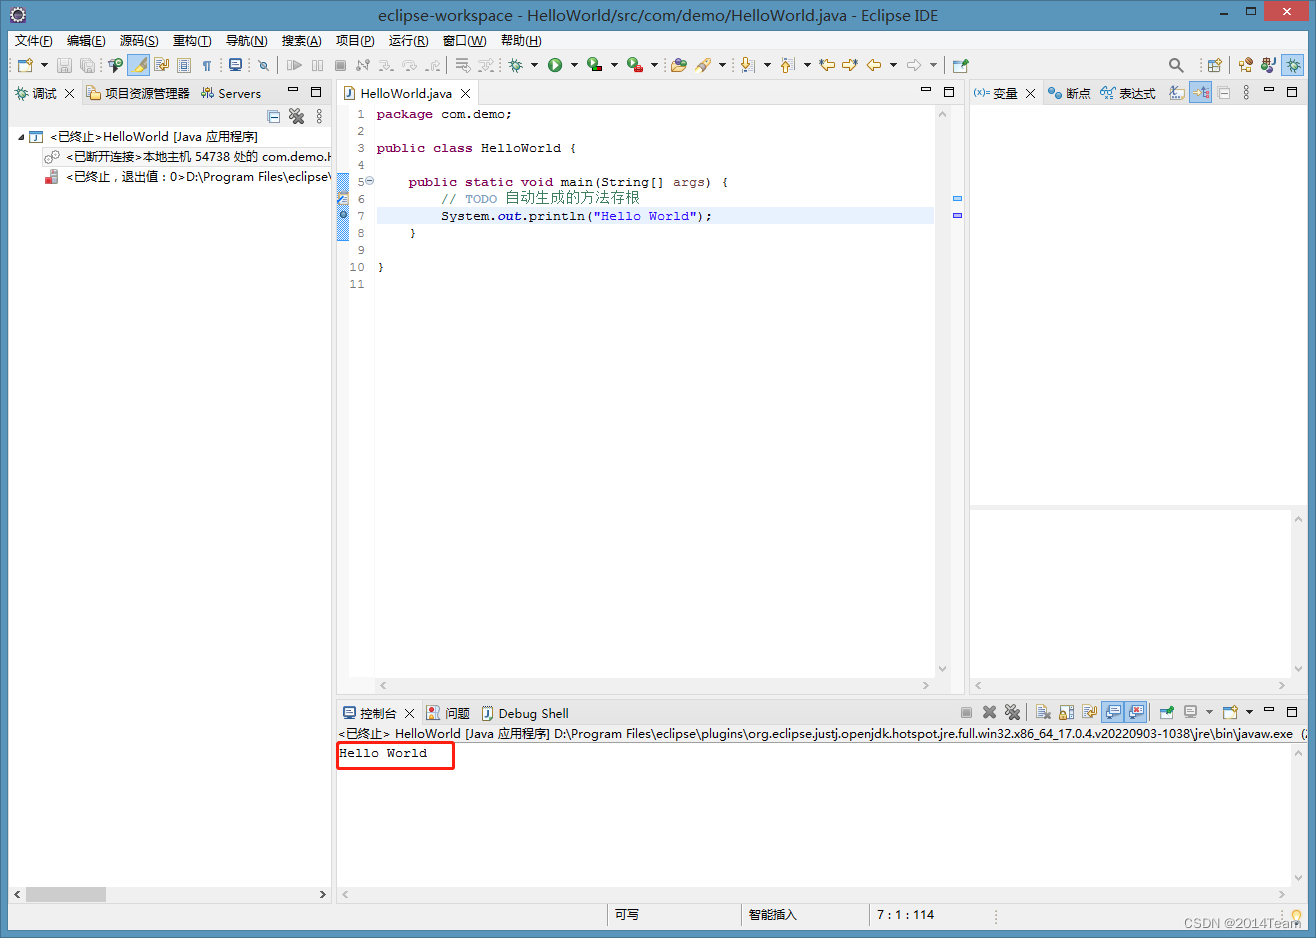 eclipse-workspace - HelloWorld/src/com/demo/HelloWorld.java - Eclipse IDE
文件(F) 编辑(E) 源码(S) 重构(T) 导航(N) 搜索(A) 项目(P) 运行(R) 窗口(W) 帮助(H)
调试 项目资源管理器 Servers
<已终止>HelloWorld [Java 应用程序]
<已断开连接>本地主机 54738 处的 com.demo.H
<已终止，退出值：0>D:\Program Files\eclipse\
HelloWorld.java
1 package com.demo;
2
3 public class HelloWorld {
4
5 public static void main(String[] args) {
6 // TODO 自动生成的方法存根
7 System.out.println("Hello World");
8 }
9
10 }
11
(x)= 变量 断点 表达式
控制台 问题 Debug Shell
<已终止> HelloWorld [Java 应用程序] D:\Program Files\eclipse\plugins\org.eclipse.justj.openjdk.hotspot.jre.full.win32.x86_64_17.0.4.v20220903-1038\jre\bin\javaw.exe
Hello World
可写 智能插入 7 : 1 : 114
CSDN @2014Team